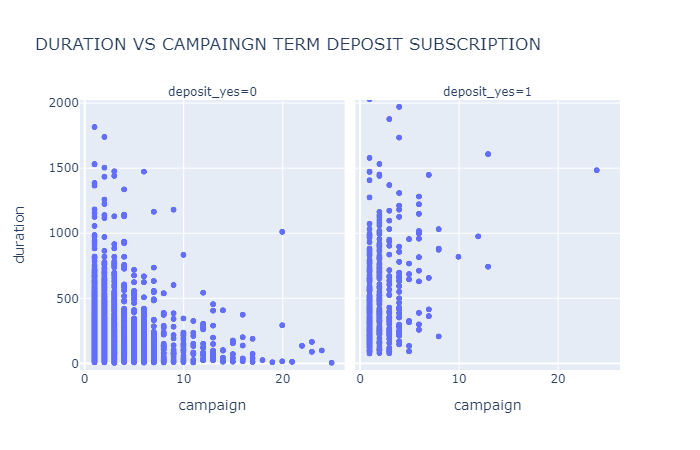 DURATION VS CAMPAINGN TERM DEPOSIT SUBSCRIPTION
deposit_yes=0
deposit_yes=1
2000
1500
1000
500
0
duration
0
10
20
0
10
20
campaign
campaign